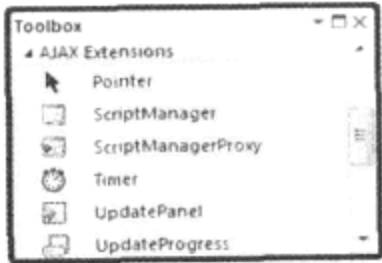 Toolbox
AJAX Extensions
Pointer
ScriptManager
ScriptManagerProxy
Timer
UpdatePanel
UpdateProgress